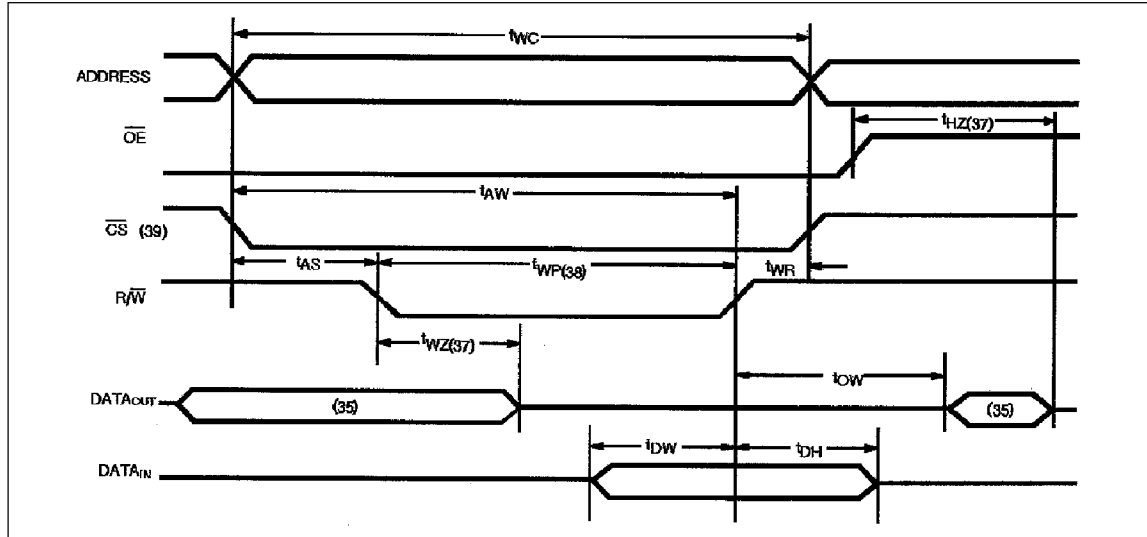 tWC
ADDRESS
OE
tHZ(37)
tAW
CS (39)
tAS
tWP(38)
tWR
R/W
tWZ(37)
tOW
DATAOUT
(35)
(35)
tDW
tDH
DATAIN